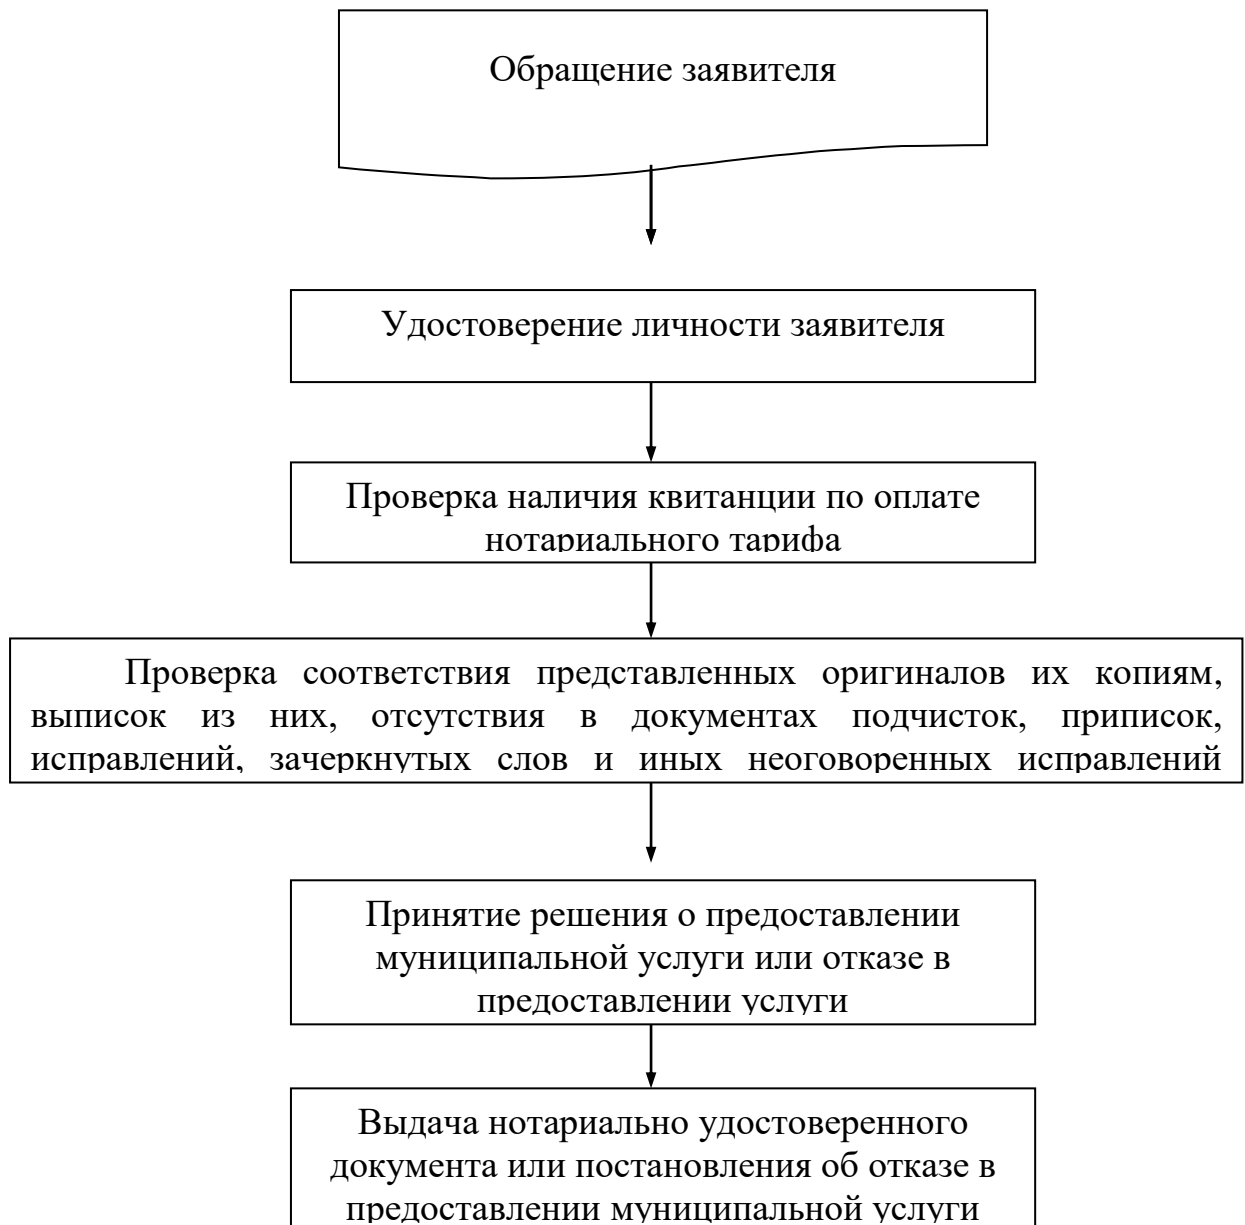 Обращение заявителя
Удостоверение личности заявителя
Проверка наличия квитанции по оплате
нотариального тарифа
Проверка соответствия представленных оригиналов их копиям,
выписок из них, отсутствия в документах подчисток, приписок,
исправлений, зачеркнутых слов и иных неоговоренных исправлений
Принятие решения о предоставлении
муниципальной услуги или отказе в
предоставлении услуги
Выдача нотариально удостоверенного
документа или постановления об отказе в
предоставлении муниципальной услуги